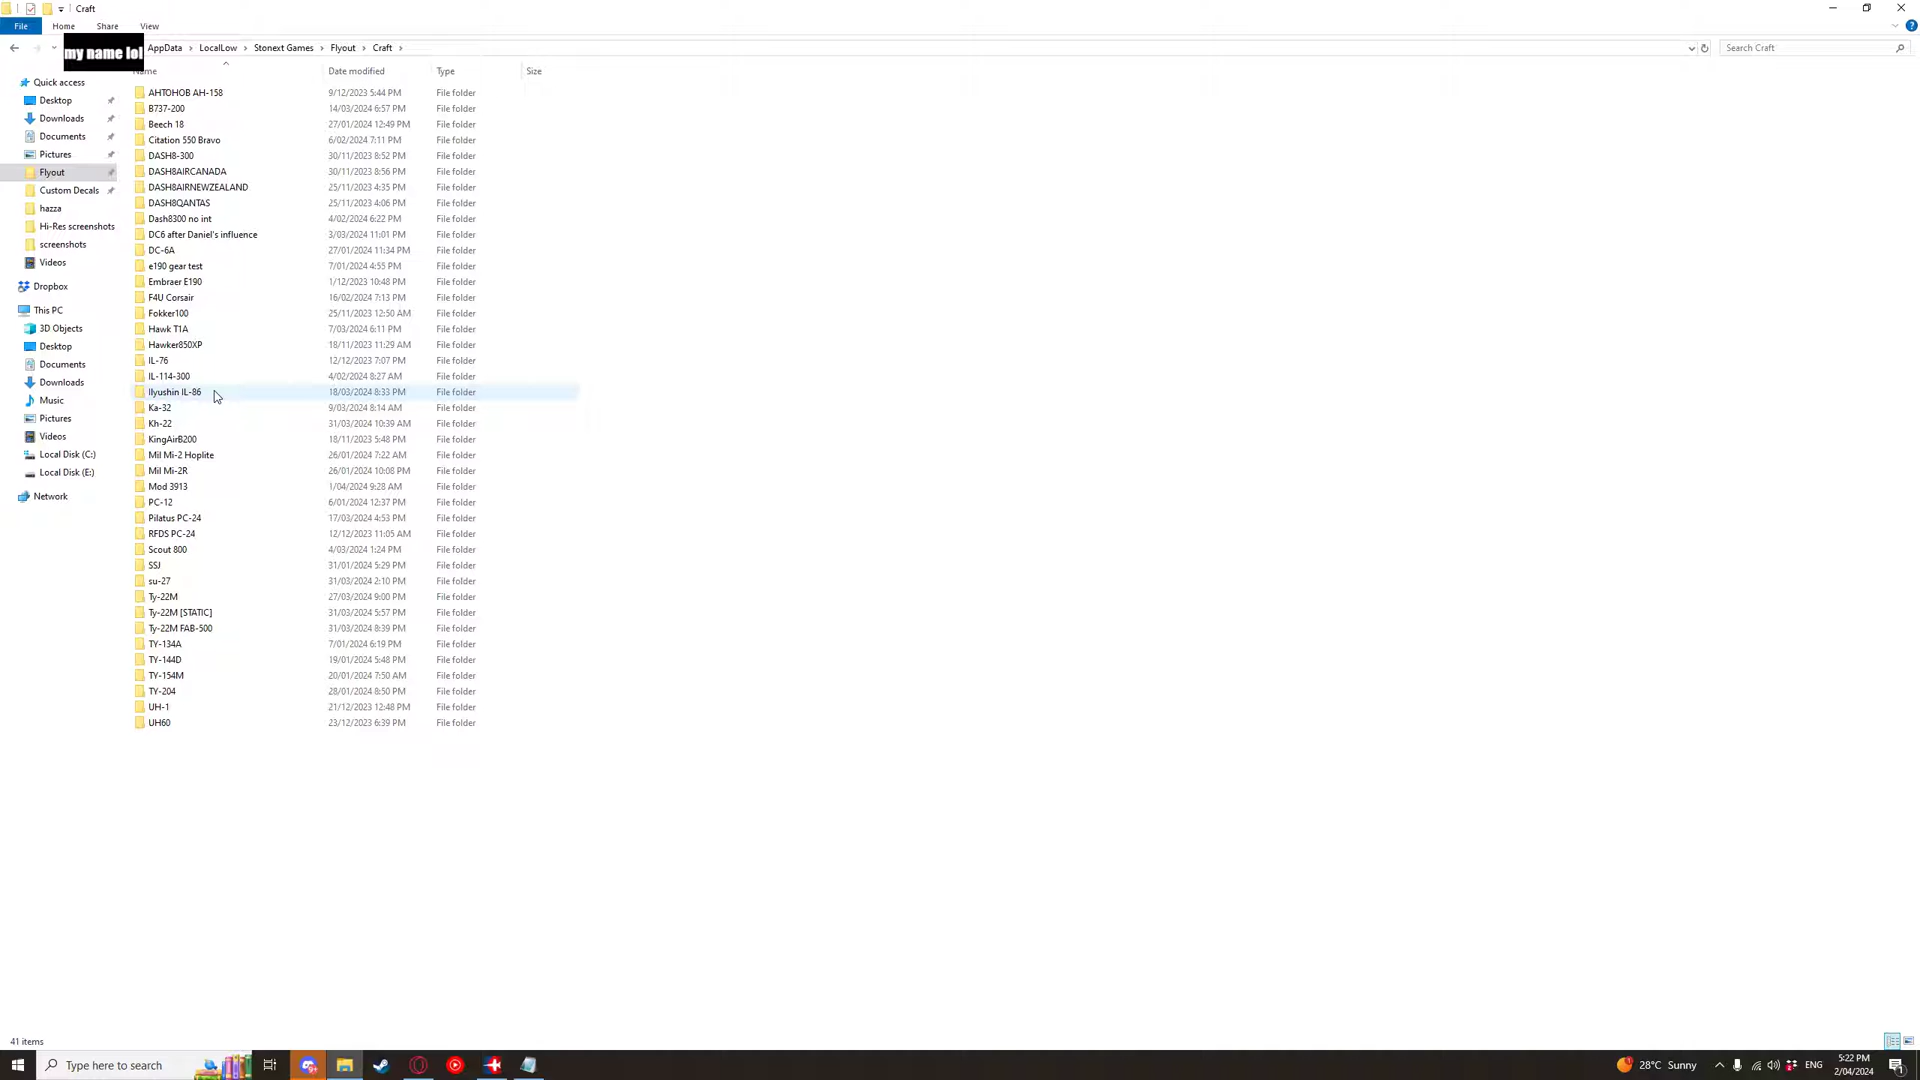 Craft
File Home Share View
my name lol AppData > LocalLow > Stonext Games > Flyout > Craft >
Search Craft
Name Date modified Type Size
Quick access
Desktop
Downloads
Documents
Pictures
Flyout
Custom Decals
hazza
Hi-Res screenshots
screenshots
Videos
Dropbox
This PC
3D Objects
Desktop
Documents
Downloads
Music
Pictures
Videos
Local Disk (C:)
Local Disk (E:)
Network
AHTOHOB AH-158 9/12/2023 5:44 PM File folder
B737-200 14/03/2024 6:57 PM File folder
Beech 18 27/01/2024 12:49 PM File folder
Citation 550 Bravo 6/02/2024 7:11 PM File folder
DASH8-300 30/11/2023 8:52 PM File folder
DASH8AIRCANADA 30/11/2023 8:56 PM File folder
DASH8AIRNEWZEALAND 25/11/2023 4:35 PM File folder
DASH8QANTAS 25/11/2023 4:06 PM File folder
Dash8300 no int 4/02/2024 6:22 PM File folder
DC6 after Daniel's influence 3/03/2024 11:01 PM File folder
DC-6A 27/01/2024 11:34 PM File folder
e190 gear test 7/01/2024 4:55 PM File folder
Embraer E190 1/12/2023 10:48 PM File folder
F4U Corsair 16/02/2024 7:13 PM File folder
Fokker100 25/11/2023 12:50 AM File folder
Hawk T1A 7/03/2024 6:11 PM File folder
Hawker850XP 18/11/2023 11:29 AM File folder
IL-76 12/12/2023 7:07 PM File folder
IL-114-300 4/02/2024 8:27 AM File folder
Ilyushin IL-86 18/03/2024 8:33 PM File folder
Ka-32 9/03/2024 8:14 AM File folder
Kh-22 31/03/2024 10:39 AM File folder
KingAirB200 18/11/2023 5:48 PM File folder
Mil Mi-2 Hoplite 26/01/2024 7:22 AM File folder
Mil Mi-2R 26/01/2024 10:08 PM File folder
Mod 3913 1/04/2024 9:28 AM File folder
PC-12 6/01/2024 12:37 PM File folder
Pilatus PC-24 17/03/2024 4:53 PM File folder
RFDS PC-24 12/12/2023 11:05 AM File folder
Scout 800 4/03/2024 1:24 PM File folder
SSJ 31/01/2024 5:29 PM File folder
su-27 31/03/2024 2:10 PM File folder
Ty-22M 27/03/2024 9:00 PM File folder
Ty-22M [STATIC] 31/03/2024 5:57 PM File folder
Ty-22M FAB-500 31/03/2024 8:39 PM File folder
TY-134A 7/01/2024 6:19 PM File folder
TY-144D 19/01/2024 5:48 PM File folder
TY-154M 20/01/2024 7:50 AM File folder
TY-204 28/01/2024 8:50 PM File folder
UH-1 21/12/2023 12:48 PM File folder
UH60 23/12/2023 6:39 PM File folder
41 items
Type here to search
28°C Sunny
ENG
5:22 PM
2/04/2024